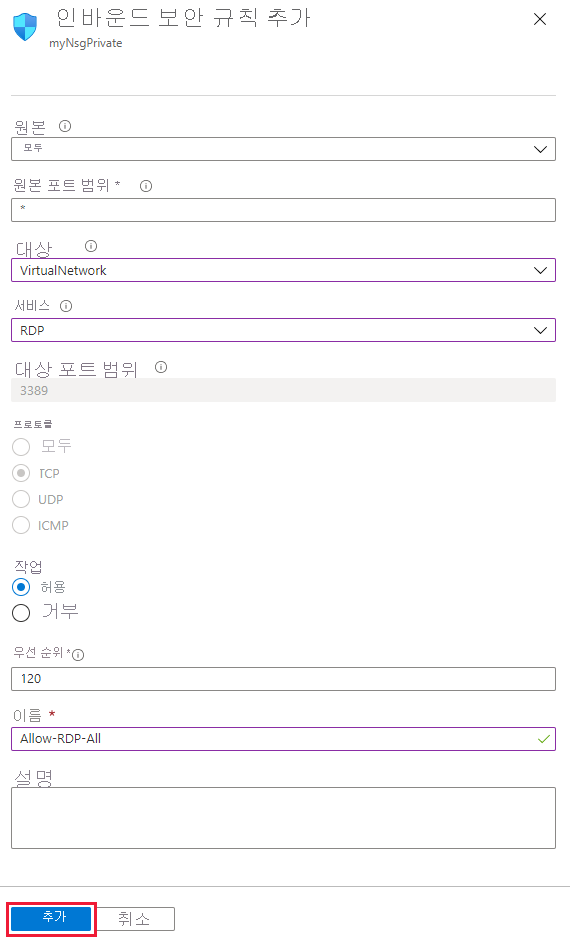 인바운드 보안 규칙 추가
myNsgPrivate
원본
모두
원본 포트 범위 *
*
대상
VirtualNetwork
서비스
RDP
대상 포트 범위
3389
프로토콜
모두
TCP
UDP
ICMP
작업
허용
거부
우선 순위 *
120
이름 *
Allow-RDP-All
설명
추가 취소